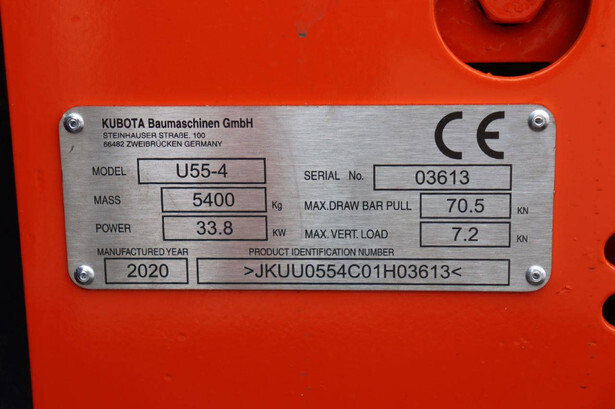 KUBOTA Baumaschinen GmbH
STEINHAUSER STRAßE. 100
66482 ZWEIBRÜCKEN GERMANY
CE
MODEL U55-4 SERIAL No. 03613
MASS 5400 Kg MAX.DRAW BAR PULL 70.5 KN
POWER 33.8 KW MAX. VERT. LOAD 7.2 KN
MANUFACTURED YEAR PRODUCT IDENTIFICATION NUMBER
2020 >JKUU0554C01H03613<